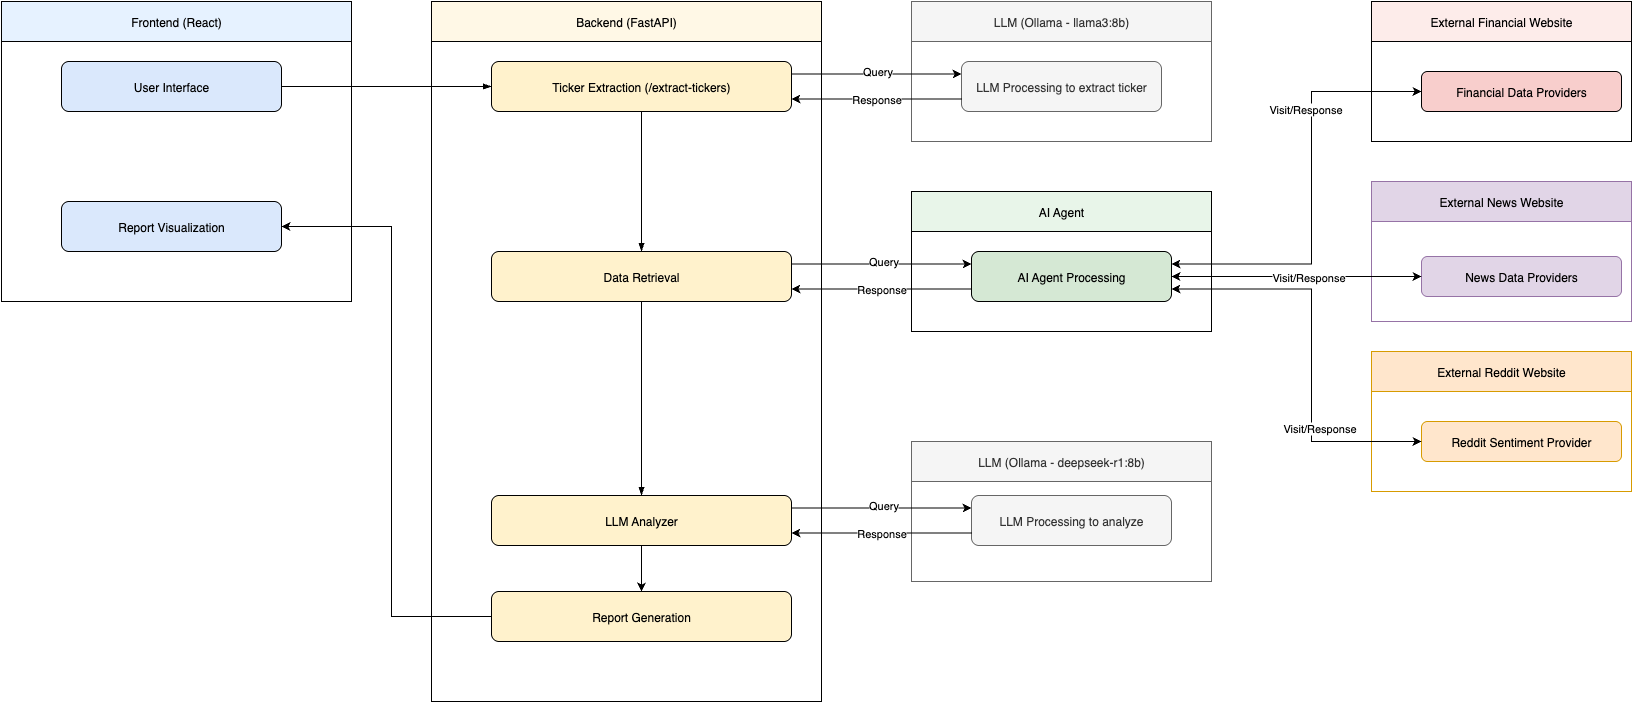 Frontend (React)
User Interface
Report Visualization
Backend (FastAPI)
Ticker Extraction (/extract-tickers)
Data Retrieval
LLM Analyzer
Report Generation
Query
Response
Query
Response
Query
Response
LLM (Ollama - llama3:8b)
LLM Processing to extract ticker
AI Agent
AI Agent Processing
LLM (Ollama - deepseek-r1:8b)
LLM Processing to analyze
Visit/Response
Visit/Response
Visit/Response
External Financial Website
Financial Data Providers
External News Website
News Data Providers
External Reddit Website
Reddit Sentiment Provider